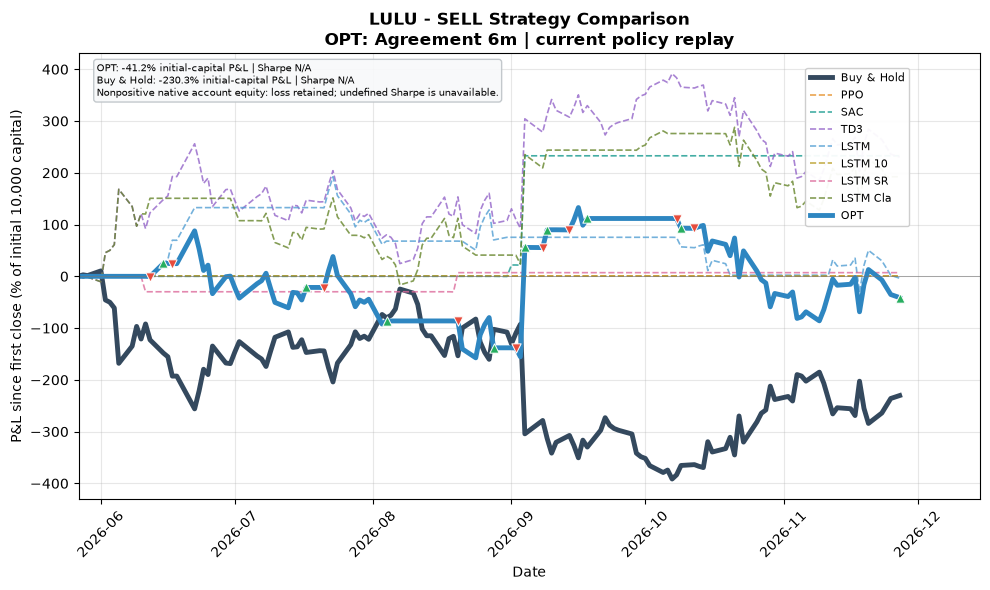 LULU - SELL Strategy Comparison
OPT: Agreement 6m | current policy replay
OPT: -41.2% initial-capital P&L | Sharpe N/A
Buy & Hold: -230.3% initial-capital P&L | Sharpe N/A
Nonpositive native account equity: loss retained; undefined Sharpe is unavailable.
Buy & Hold
PPO
SAC
TD3
LSTM
LSTM 10
LSTM SR
LSTM Cla
OPT
P&L since first close (% of initial 10,000 capital)
400
300
200
100
0
−100
−200
−300
−400
2026-06
2026-07
2026-08
2026-09
2026-10
2026-11
2026-12
Date